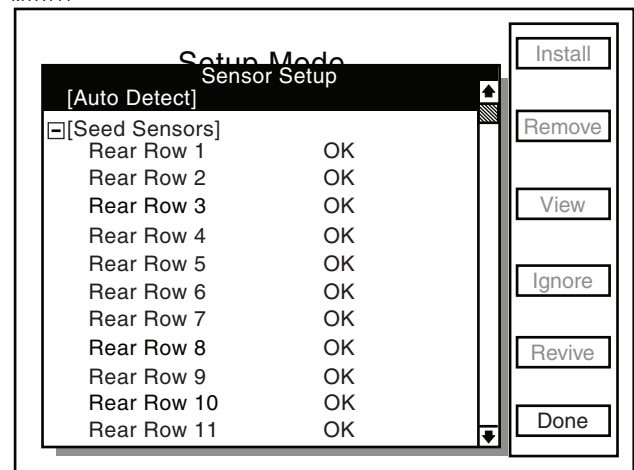 Setup Mode
Sensor Setup
[Auto Detect]
[Seed Sensors]
Rear Row 1 OK
Rear Row 2 OK
Rear Row 3 OK
Rear Row 4 OK
Rear Row 5 OK
Rear Row 6 OK
Rear Row 7 OK
Rear Row 8 OK
Rear Row 9 OK
Rear Row 10 OK
Rear Row 11 OK
Install
Remove
View
Ignore
Revive
Done